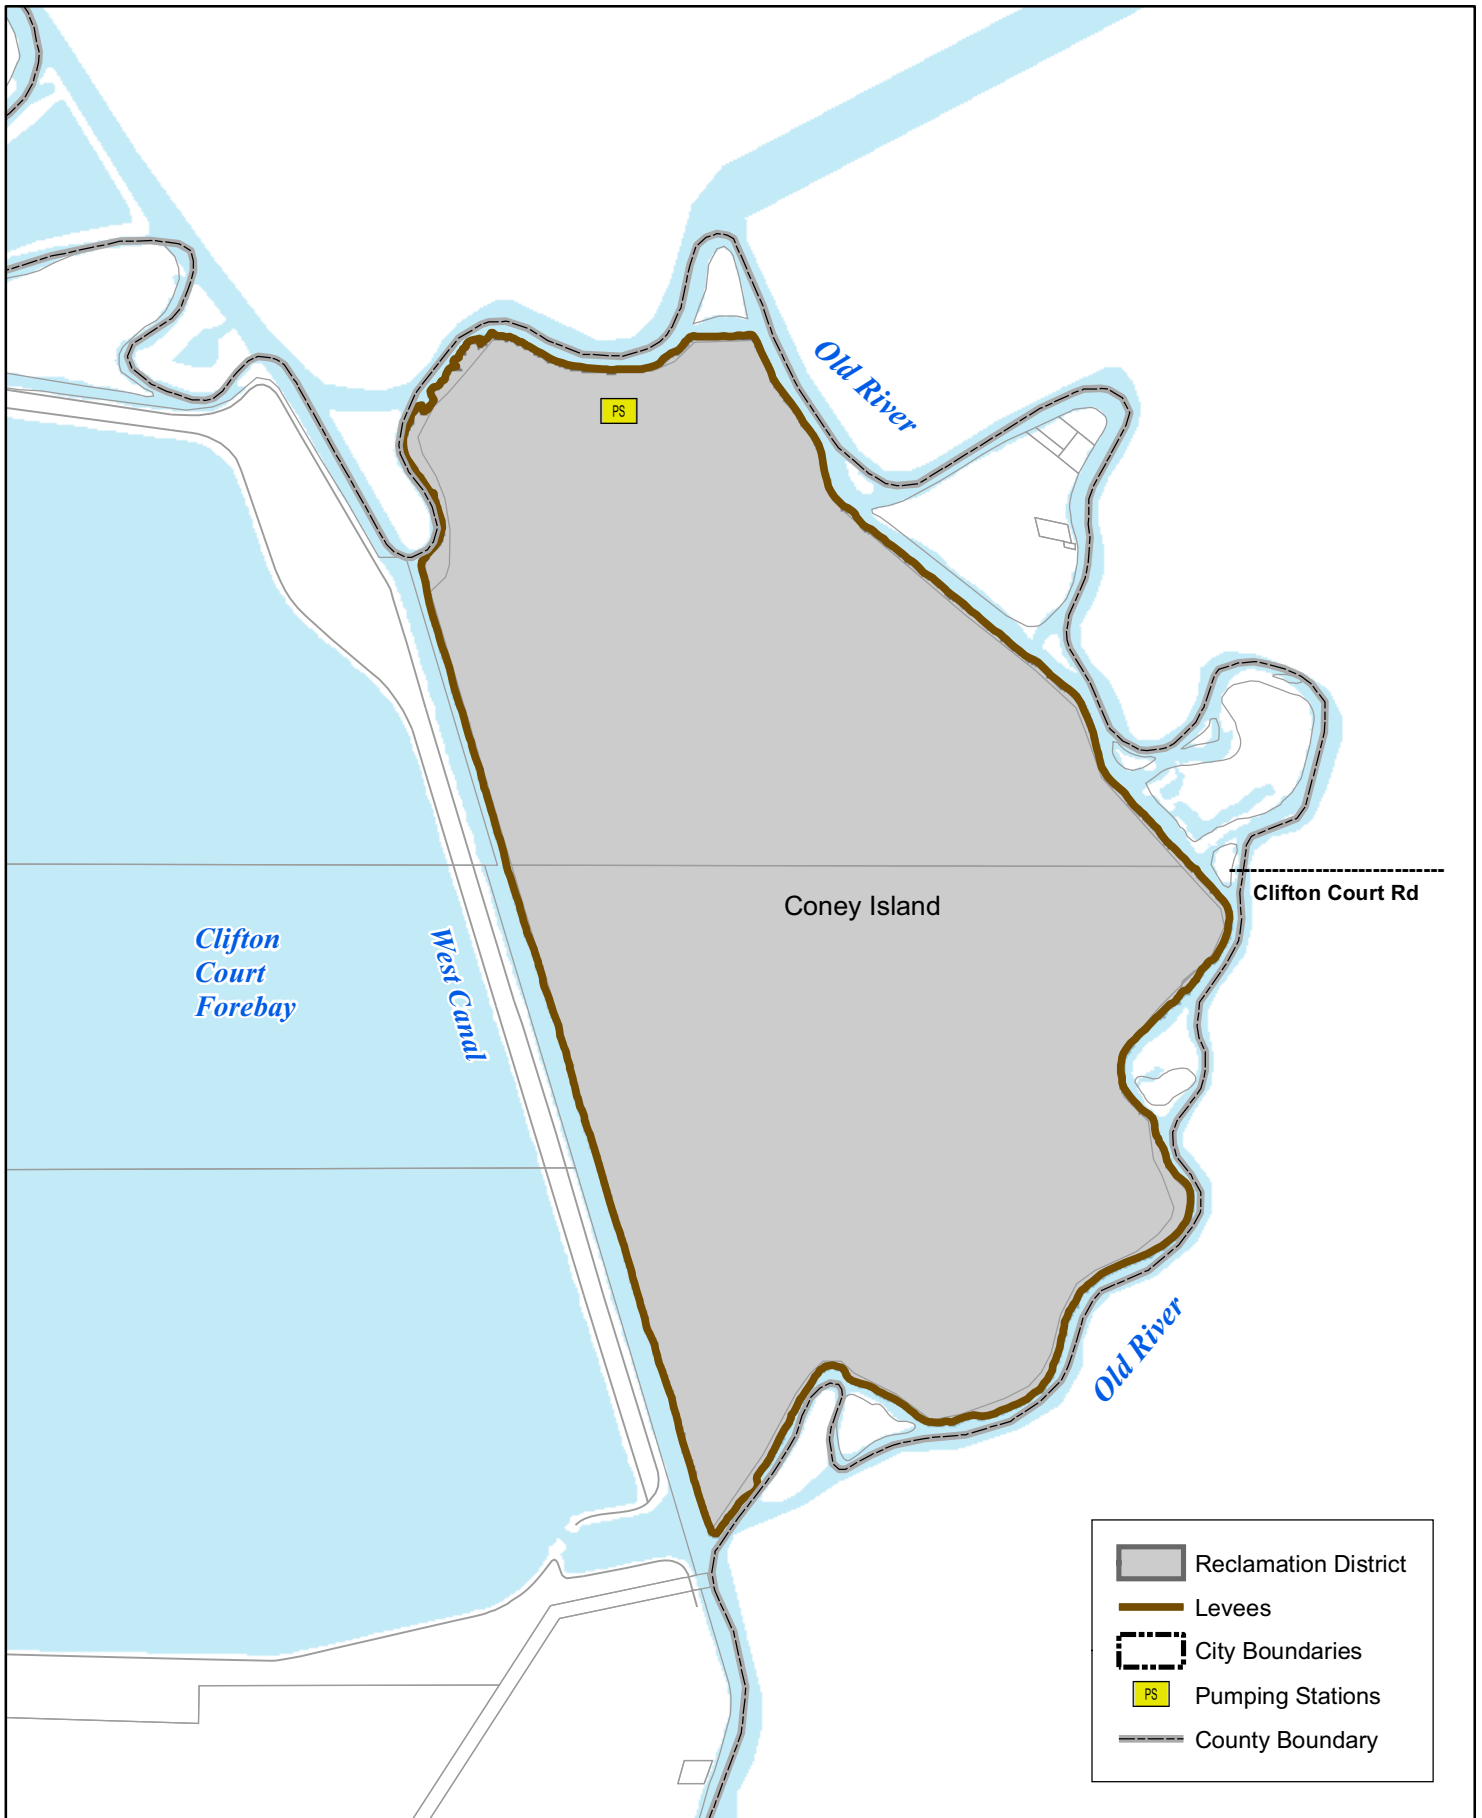 Old River
PS
Coney Island
Clifton Court Rd
Clifton
Court
Forebay
West Canal
Old River
Reclamation District
Levees
City Boundaries
PS
Pumping Stations
County Boundary